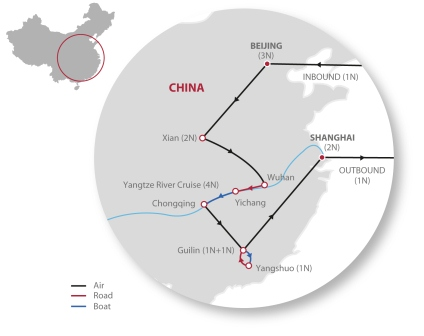 BEIJING
(3N)
INBOUND (1N)
CHINA
Xian (2N)
SHANGHAI
(2N)
OUTBOUND
(1N)
Wuhan
Yangtze River Cruise (4N)
Yichang
Chongqing
Guilin (1N+1N)
Yangshuo (1N)
Air
Road
Boat